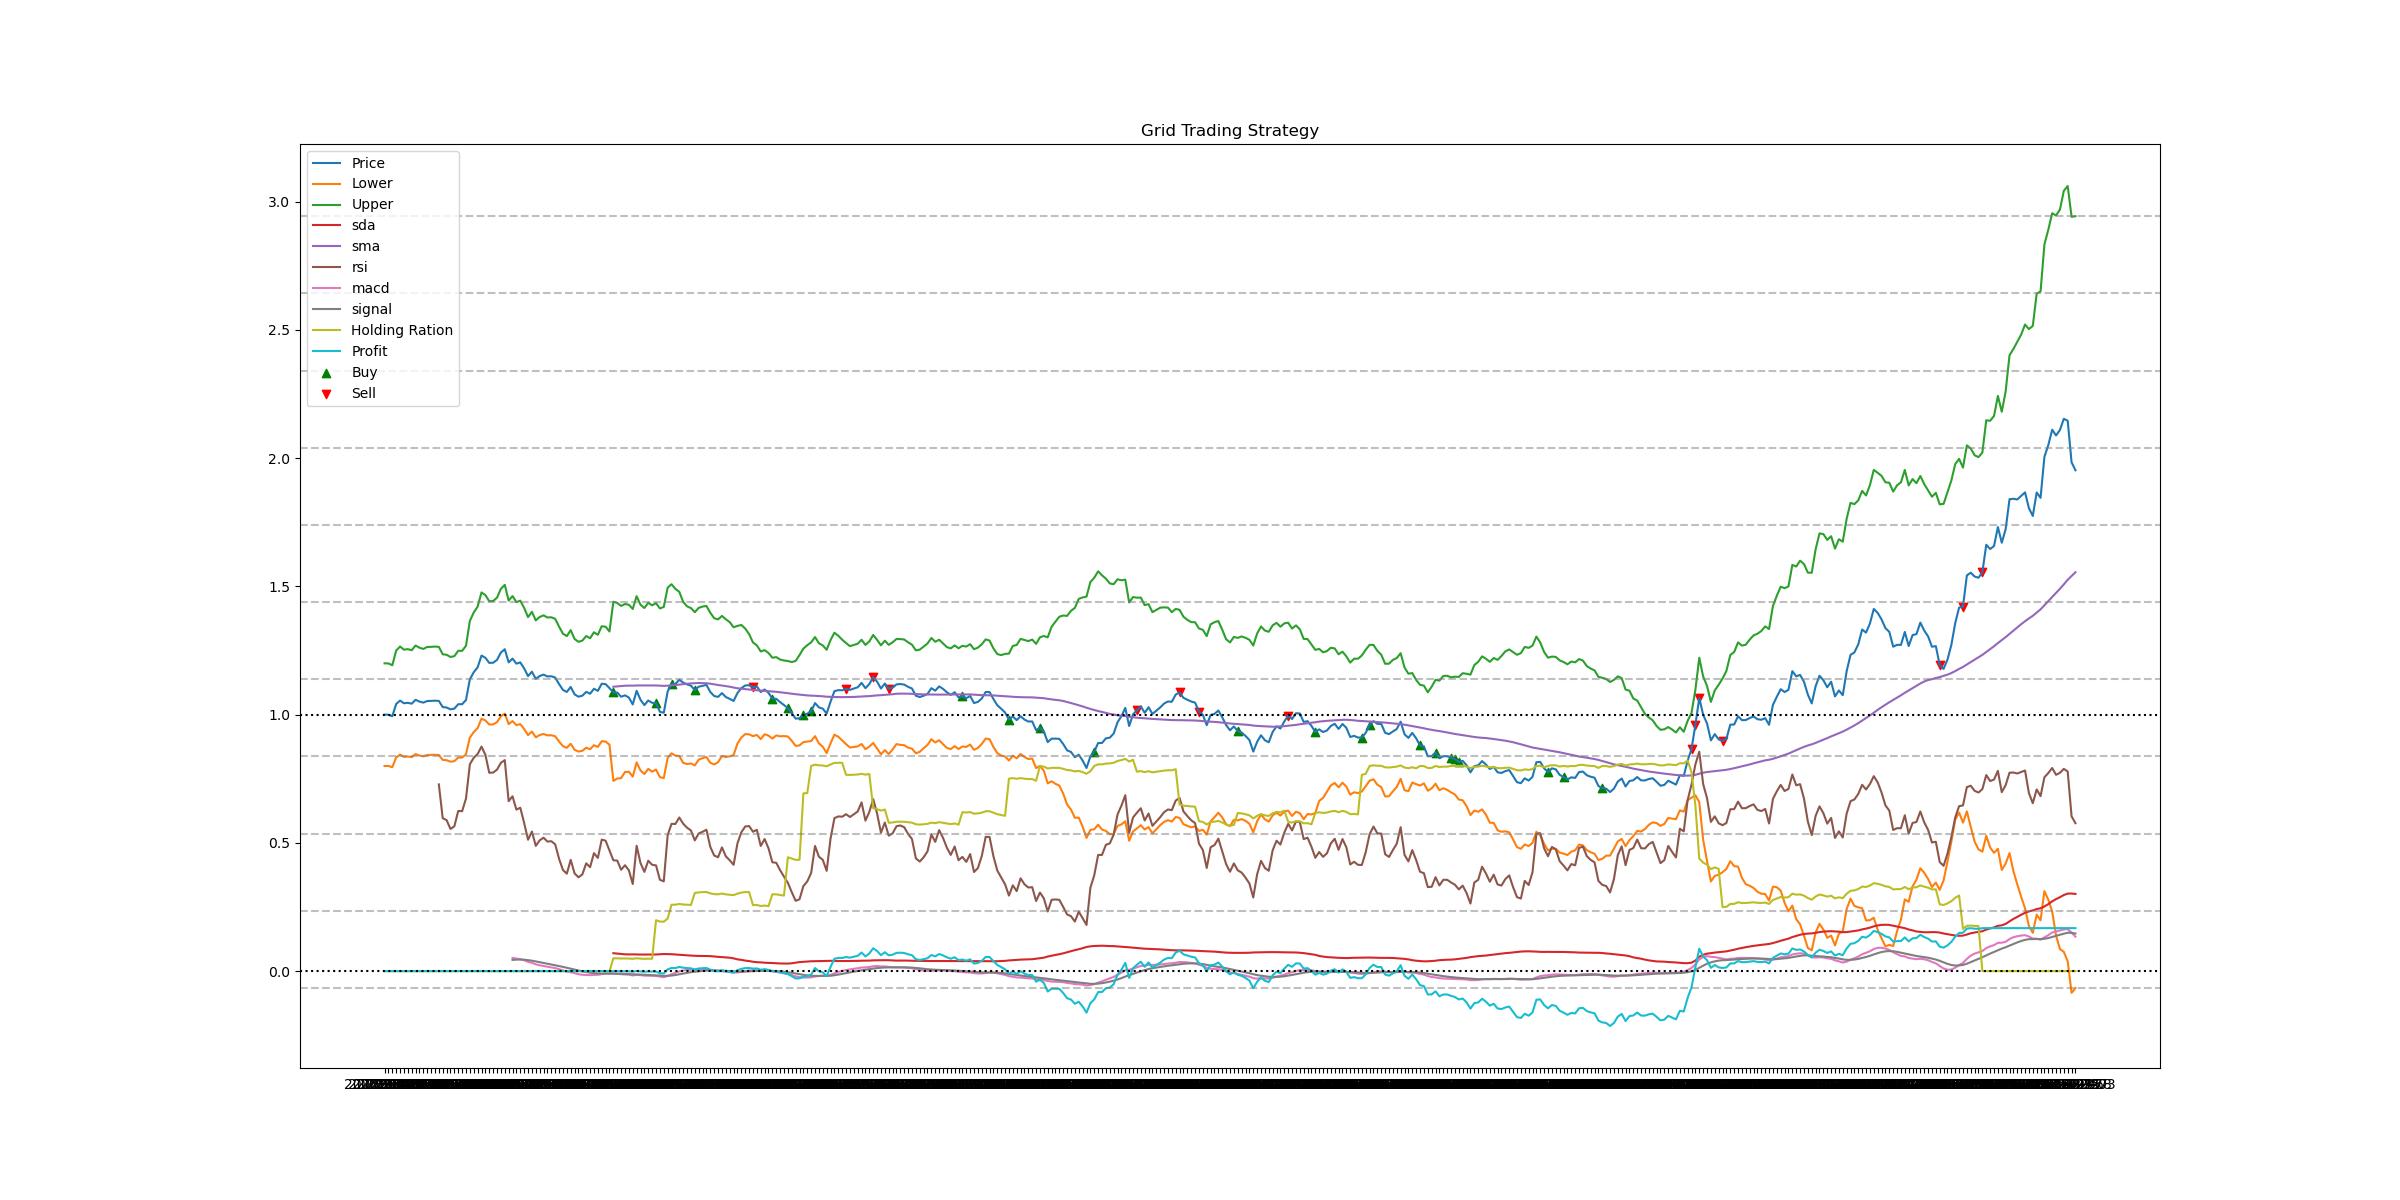 Grid Trading Strategy
Price
Lower
Upper
sda
sma
rsi
macd
signal
Holding Ration
Profit
Buy
Sell
3.0
2.5
2.0
1.5
1.0
0.5
0.0